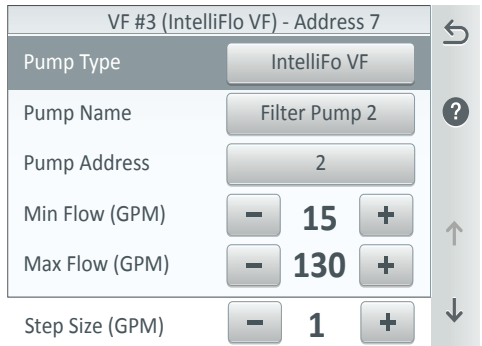 VF #3 (IntelliFlo VF) - Address 7
Pump Type IntelliFo VF
Pump Name Filter Pump 2
?
Pump Address 2
Min Flow (GPM) - 15 +
Max Flow (GPM) - 130 +
Step Size (GPM) - 1 +